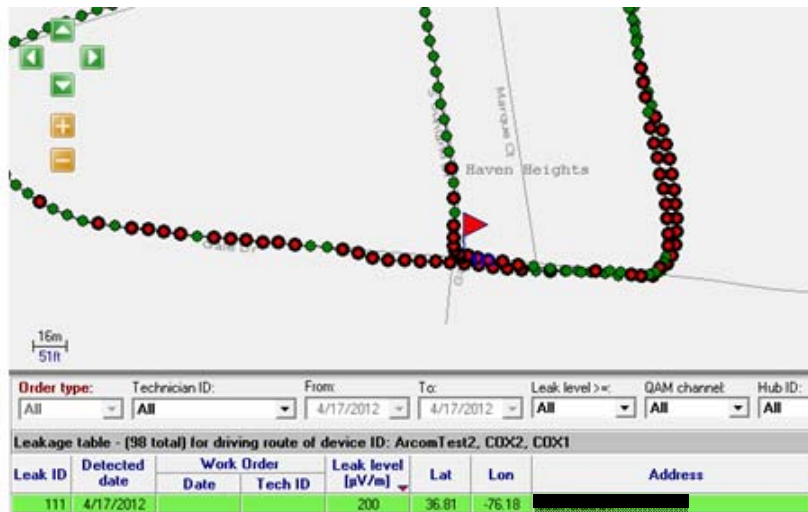 Marque Ct
Haven Heights
16m
51ft
Order type: Technician ID: From: To: Leak level >=: QAM channel: Hub ID:
All All 4/17/2012 4/17/2012 All All All
Leakage table - (98 total) for driving route of device ID: ArcomTest2, COX2, COX1
Leak ID Detected date Work Order Date Tech ID Leak level [µV/m] Lat Lon Address
111 4/17/2012 200 36.81 -76.18